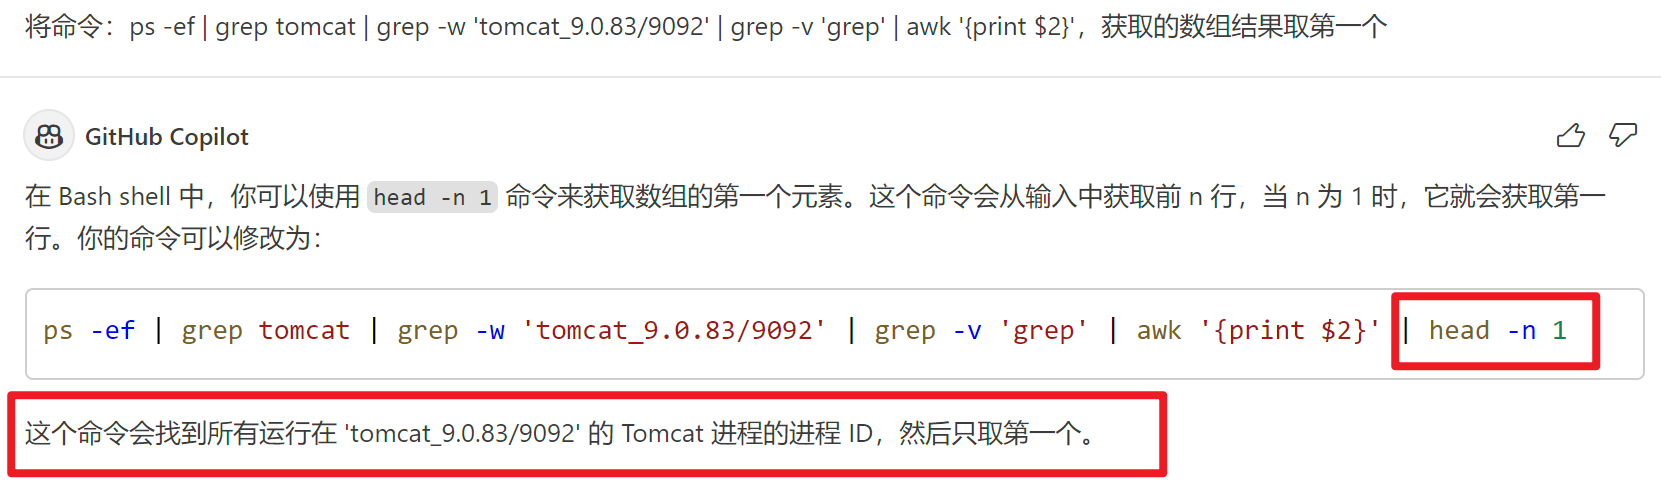 将命令：ps -ef | grep tomcat | grep -w 'tomcat_9.0.83/9092' | grep -v 'grep' | awk '{print $2}'，获取的数组结果取第一个
GitHub Copilot
在 Bash shell 中，你可以使用 head -n 1 命令来获取数组的第一个元素。这个命令会从输入中获取前 n 行，当 n 为 1 时，它就会获取第一
行。你的命令可以修改为：
ps -ef | grep tomcat | grep -w 'tomcat_9.0.83/9092' | grep -v 'grep' | awk '{print $2}' | head -n 1
这个命令会找到所有运行在 'tomcat_9.0.83/9092' 的 Tomcat 进程的进程 ID，然后只取第一个。